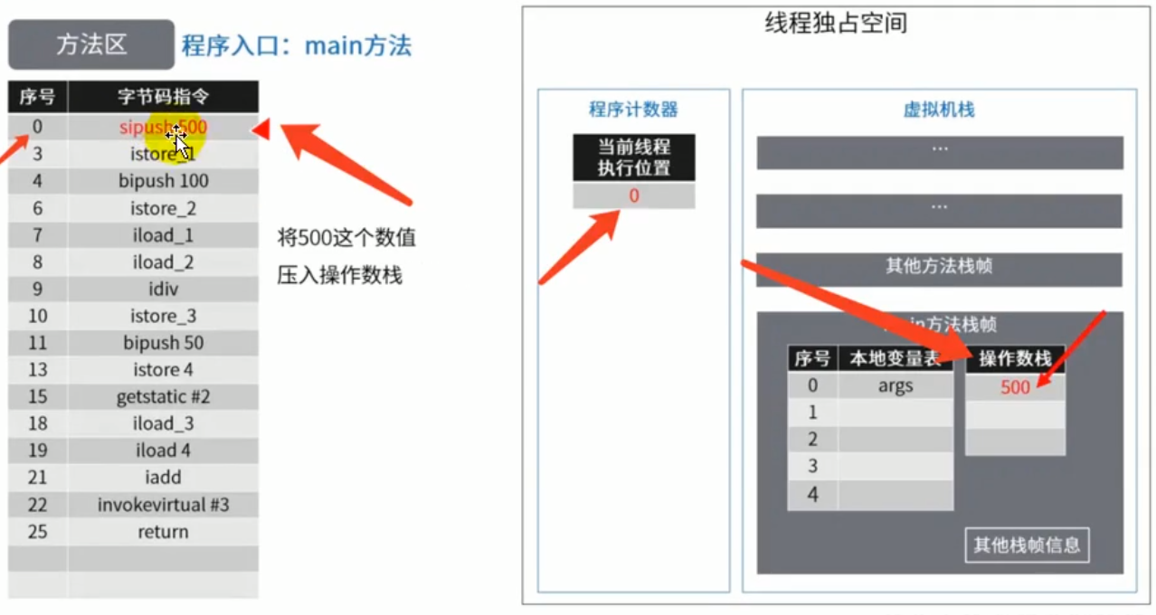 方法区 程序入口：main方法
序号 字节码指令
0 sipush 500
3 istore_1
4 bipush 100
6 istore_2
7 iload_1
8 iload_2
9 idiv
10 istore_3
11 bipush 50
13 istore 4
15 getstatic #2
18 iload_3
19 iload 4
21 iadd
22 invokevirtual #3
25 return
将500这个数值
压入操作数栈
线程独占空间
程序计数器
当前线程
执行位置
0
虚拟机栈
...
...
其他方法栈帧
main方法栈帧
序号 本地变量表 操作数栈
0 args 500
1
2
3
4
其他栈帧信息